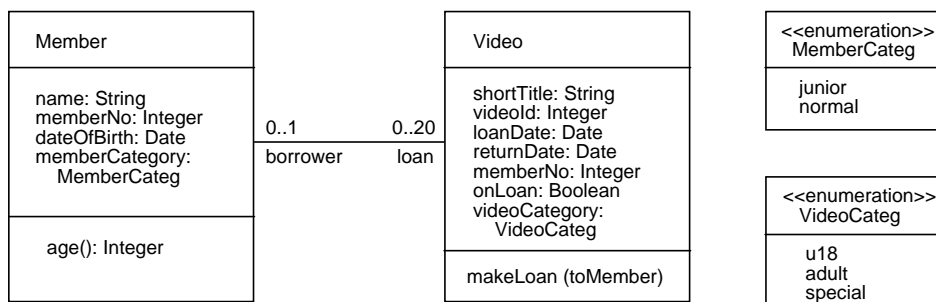 Member
name: String
memberNo: Integer
dateOfBirth: Date
memberCategory:
MemberCateg
age(): Integer
0..1
borrower
0..20
loan
Video
shortTitle: String
videoId: Integer
loanDate: Date
returnDate: Date
memberNo: Integer
onLoan: Boolean
videoCategory:
VideoCateg
makeLoan (toMember)
<<enumeration>>
MemberCateg
junior
normal
<<enumeration>>
VideoCateg
u18
adult
special